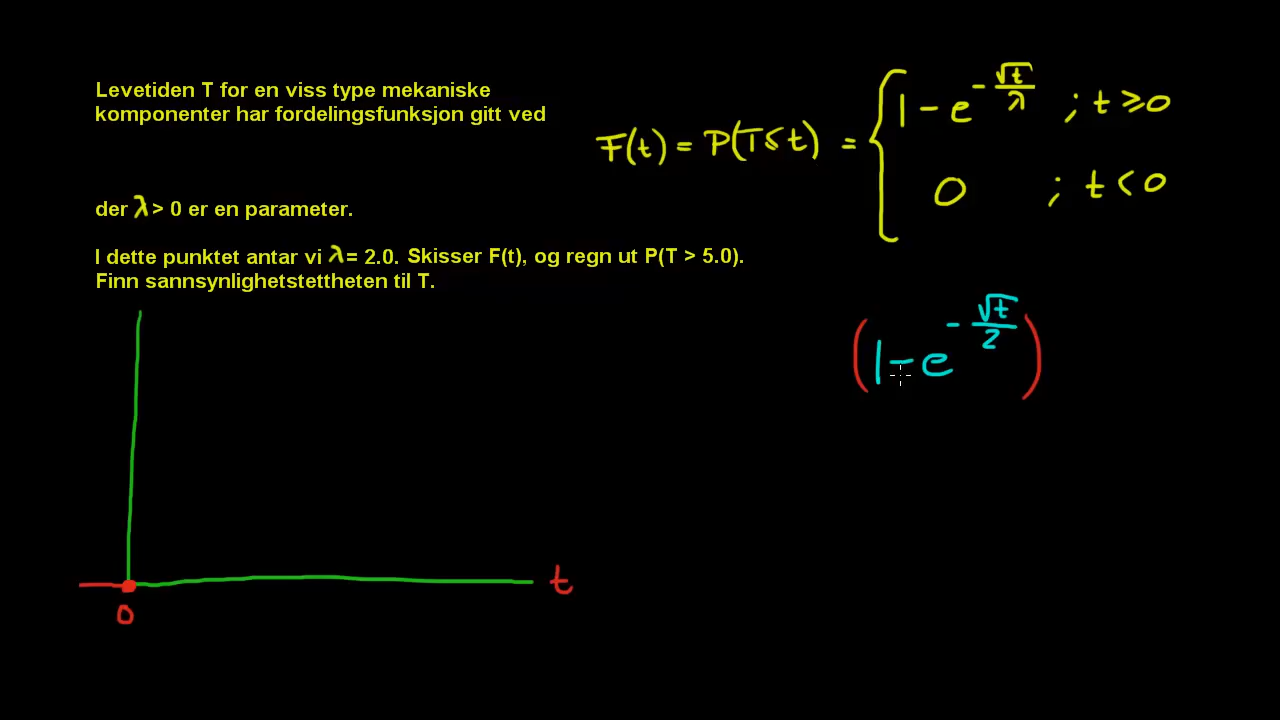 Levetiden T for en viss type mekaniske
komponenter har fordelingsfunksjon gitt ved
F(t) = P(T ≤ t) = { 1 - e^{-√t/λ} ; t ≥ 0
0 ; t < 0
der λ > 0 er en parameter.
I dette punktet antar vi λ = 2.0. Skisser F(t), og regn ut P(T > 5.0).
Finn sannsynlighetstettheten til T.
(1 - e^{-√t/2})
t
0